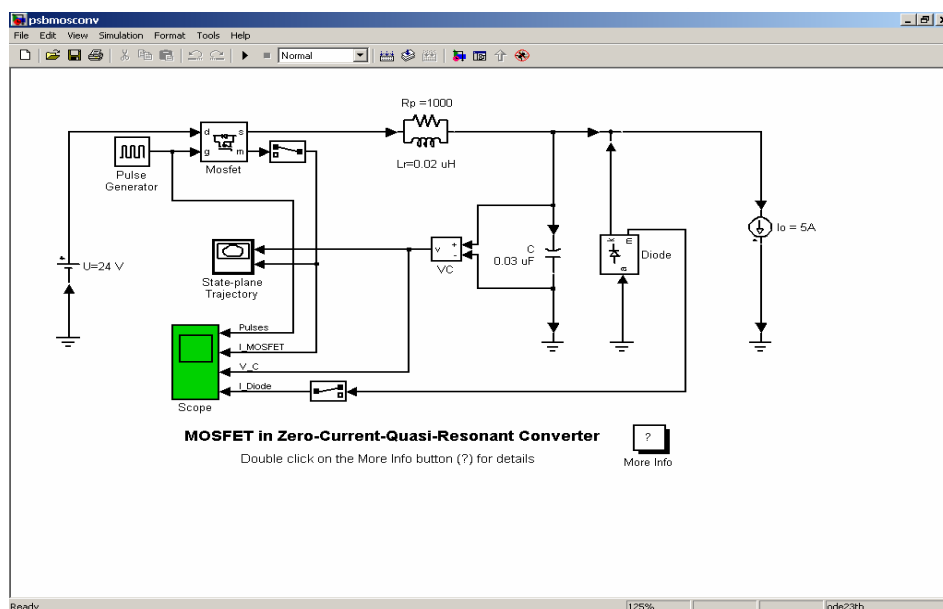 psbmosconv
File Edit View Simulation Format Tools Help
Normal
Rp =1000
Lr=0.02 uH
d s
g m
Mosfet
Pulse
Generator
U=24 V
State-plane
Trajectory
v + -
VC
C
0.03 uF
k m
a
Diode
Io = 5A
Pulses
I_MOSFET
V_C
I_Diode
Scope
MOSFET in Zero-Current-Quasi-Resonant Converter
Double click on the More Info button (?) for details
?
More Info
Ready 125% ode23tb